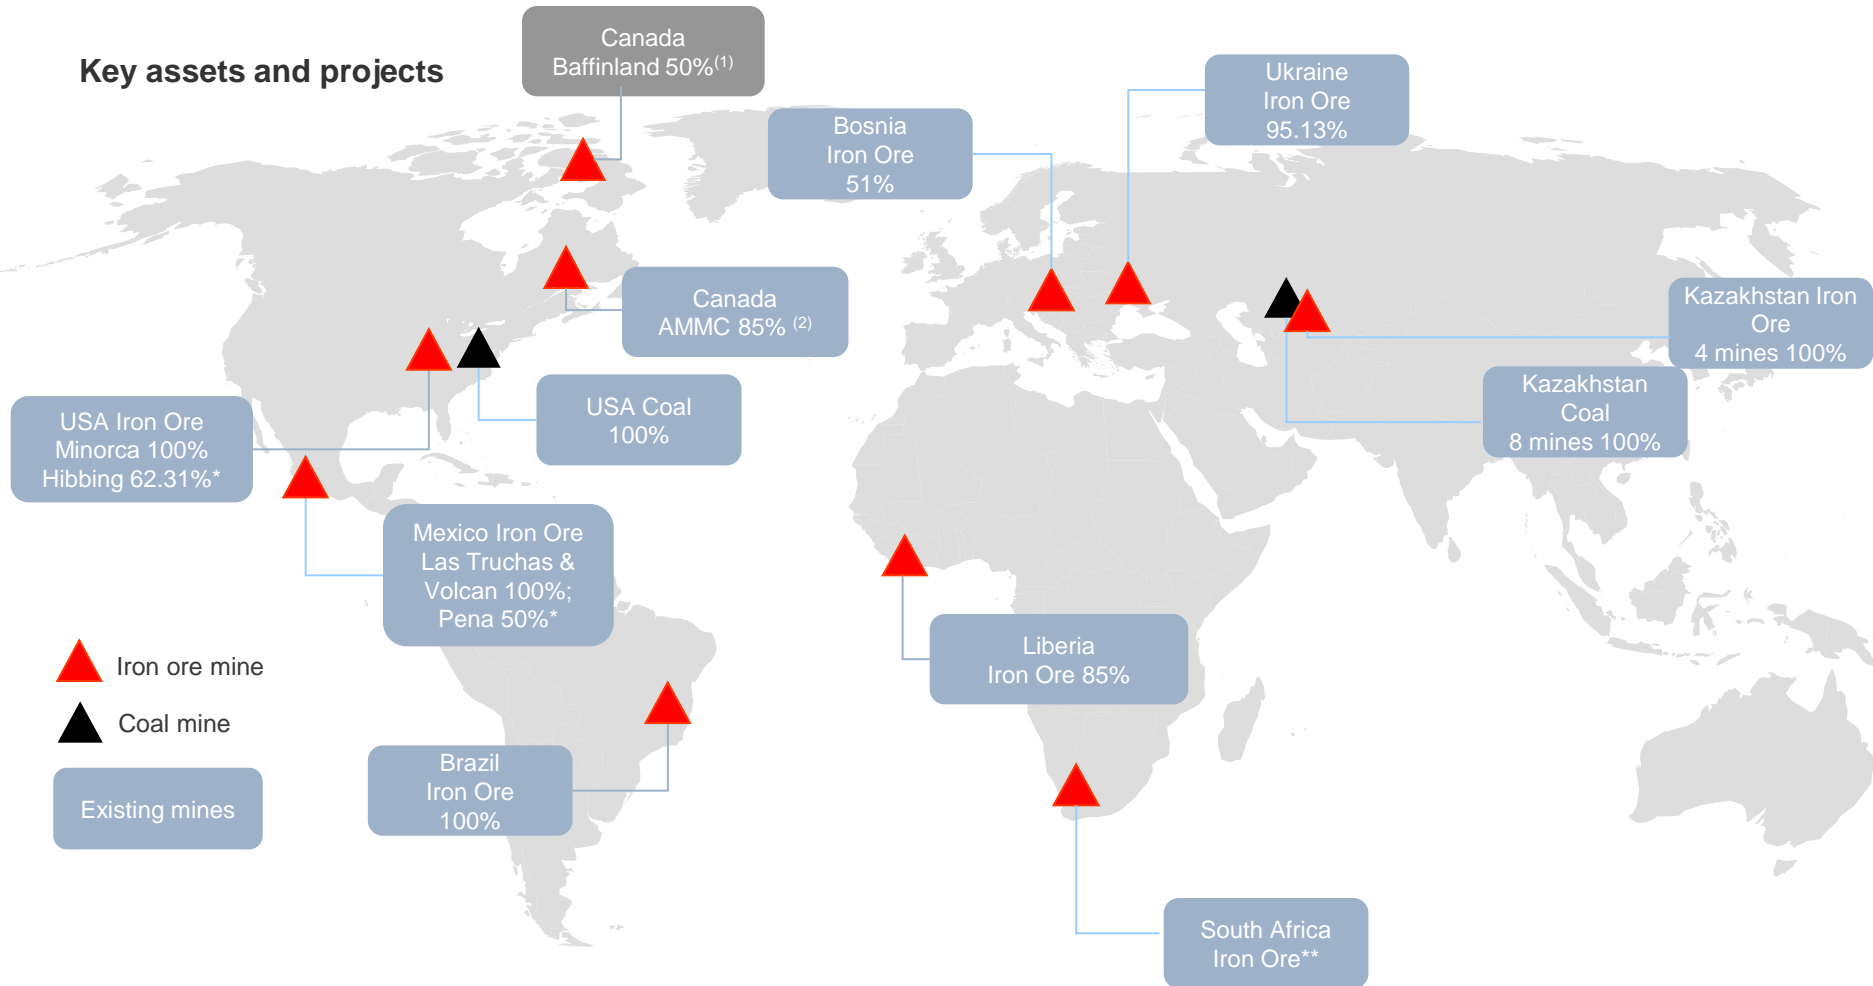 Key assets and projects
Canada
Baffinland 50%(1)
Ukraine
Iron Ore
95.13%
Bosnia
Iron Ore
51%
Canada
AMMC 85% (2)
Kazakhstan Iron
Ore
4 mines 100%
Kazakhstan
Coal
8 mines 100%
USA Coal
100%
USA Iron Ore
Minorca 100%
Hibbing 62.31%*
Mexico Iron Ore
Las Truchas &
Volcan 100%;
Pena 50%*
Liberia
Iron Ore 85%
Iron ore mine
Coal mine
Existing mines
Brazil
Iron Ore
100%
South Africa
Iron Ore**